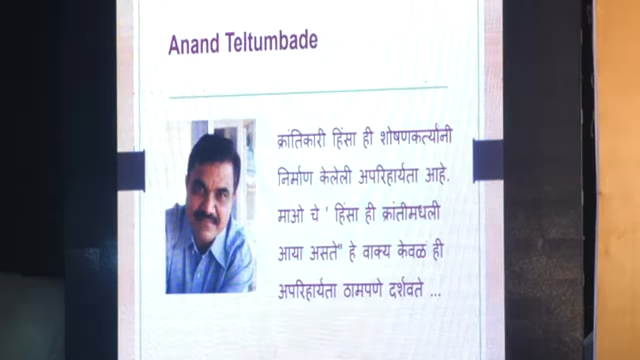 Anand Teltumbade
क्रांतिकारी हिंसा ही शोषणकर्त्यांनी
निर्माण केलेली अपरिहार्यता आहे.
माओ चे ' हिंसा ही क्रांतीमधली
आया असते" हे वाक्य केवळ ही
अपरिहार्यता ठामपणे दर्शवते ...